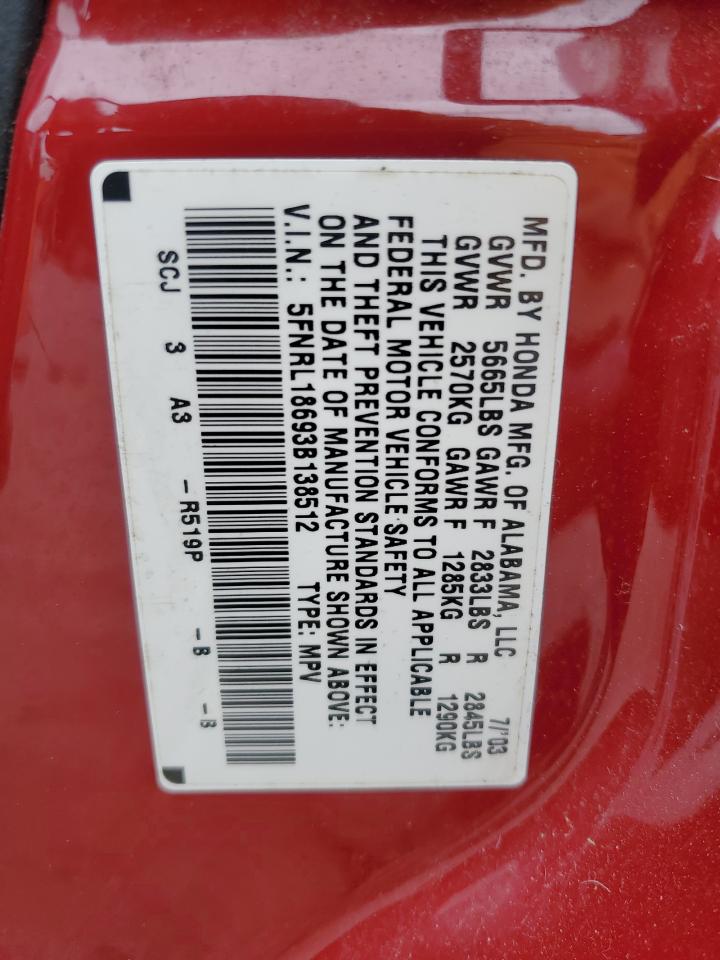 MFD. BY HONDA MFG. OF ALABAMA, LLC 7/'03
GVWR 5665LBS GAWR F 2833LBS R 2845LBS
GVWR 2570KG GAWR F 1285KG R 1290KG
THIS VEHICLE CONFORMS TO ALL APPLICABLE
FEDERAL MOTOR VEHICLE SAFETY
AND THEFT PREVENTION STANDARDS IN EFFECT
ON THE DATE OF MANUFACTURE SHOWN ABOVE:
V.I.N.: 5FNRL18693B138512 TYPE: MPV
SCJ 3 A3 -R519P -B -B